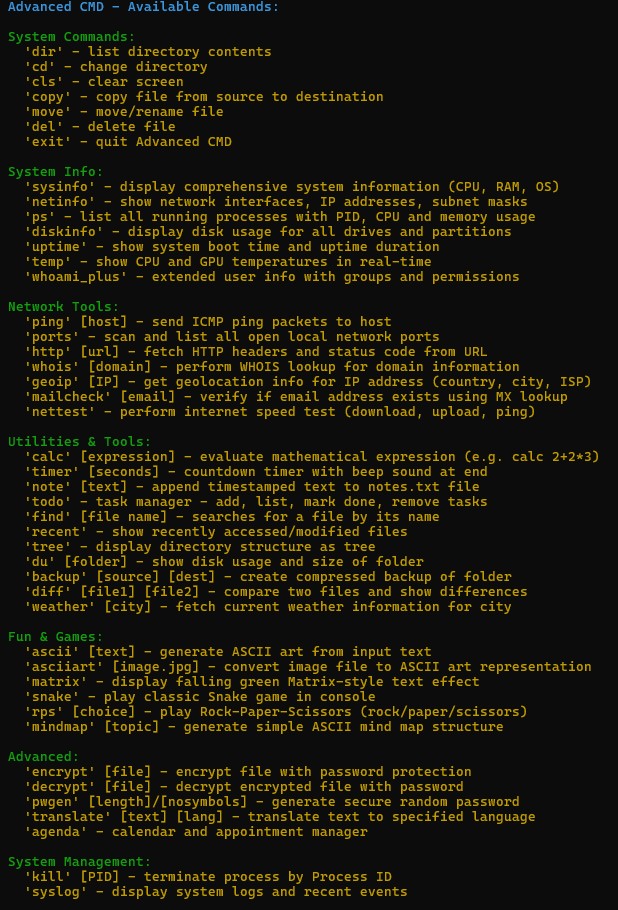 Advanced CMD - Available Commands:
System Commands:
'dir' - list directory contents
'cd' - change directory
'cls' - clear screen
'copy' - copy file from source to destination
'move' - move/rename file
'del' - delete file
'exit' - quit Advanced CMD
System Info:
'sysinfo' - display comprehensive system information (CPU, RAM, OS)
'netinfo' - show network interfaces, IP addresses, subnet masks
'ps' - list all running processes with PID, CPU and memory usage
'diskinfo' - display disk usage for all drives and partitions
'uptime' - show system boot time and uptime duration
'temp' - show CPU and GPU temperatures in real-time
'whoami_plus' - extended user info with groups and permissions
Network Tools:
'ping' [host] - send ICMP ping packets to host
'ports' - scan and list all open local network ports
'http' [url] - fetch HTTP headers and status code from URL
'whois' [domain] - perform WHOIS lookup for domain information
'geoip' [IP] - get geolocation info for IP address (country, city, ISP)
'mailcheck' [email] - verify if email address exists using MX lookup
'nettest' - perform internet speed test (download, upload, ping)
Utilities & Tools:
'calc' [expression] - evaluate mathematical expression (e.g. calc 2+2*3)
'timer' [seconds] - countdown timer with beep sound at end
'note' [text] - append timestamped text to notes.txt file
'todo' - task manager - add, list, mark done, remove tasks
'find' [file name] - searches for a file by its name
'recent' - show recently accessed/modified files
'tree' - display directory structure as tree
'du' [folder] - show disk usage and size of folder
'backup' [source] [dest] - create compressed backup of folder
'diff' [file1] [file2] - compare two files and show differences
'weather' [city] - fetch current weather information for city
Fun & Games:
'ascii' [text] - generate ASCII art from input text
'asciiart' [image.jpg] - convert image file to ASCII art representation
'matrix' - display falling green Matrix-style text effect
'snake' - play classic Snake game in console
'rps' [choice] - play Rock-Paper-Scissors (rock/paper/scissors)
'mindmap' [topic] - generate simple ASCII mind map structure
Advanced:
'encrypt' [file] - encrypt file with password protection
'decrypt' [file] - decrypt encrypted file with password
'pwgen' [length]/[nosymbols] - generate secure random password
'translate' [text] [lang] - translate text to specified language
'agenda' - calendar and appointment manager
System Management:
'kill' [PID] - terminate process by Process ID
'syslog' - display system logs and recent events